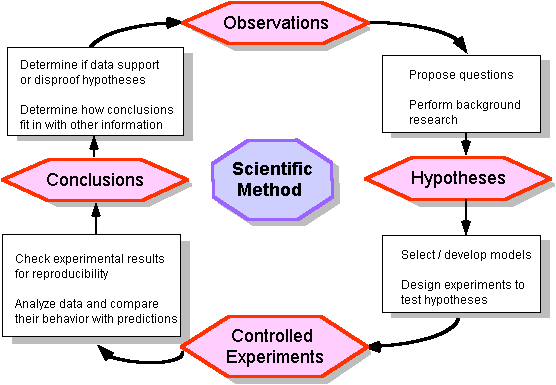 Observations
Propose questions
Perform background
research
Hypotheses
Select / develop models
Design experiments to
test hypotheses
Controlled
Experiments
Check experimental results
for reproducibility
Analyze data and compare
their behavior with predictions
Conclusions
Determine if data support
or disproof hypotheses
Determine how conclusions
fit in with other information
Scientific
Method